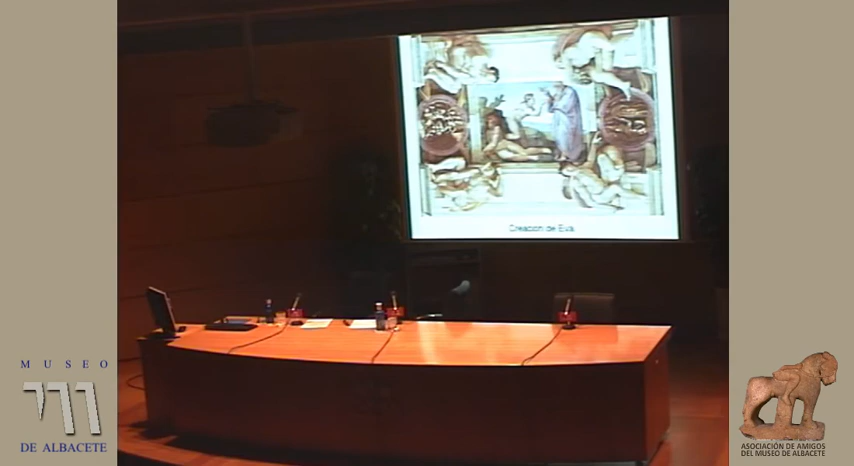 Creación de Eva
MUSEO
DE ALBACETE
ASOCIACIÓN DE AMIGOS
DEL MUSEO DE ALBACETE